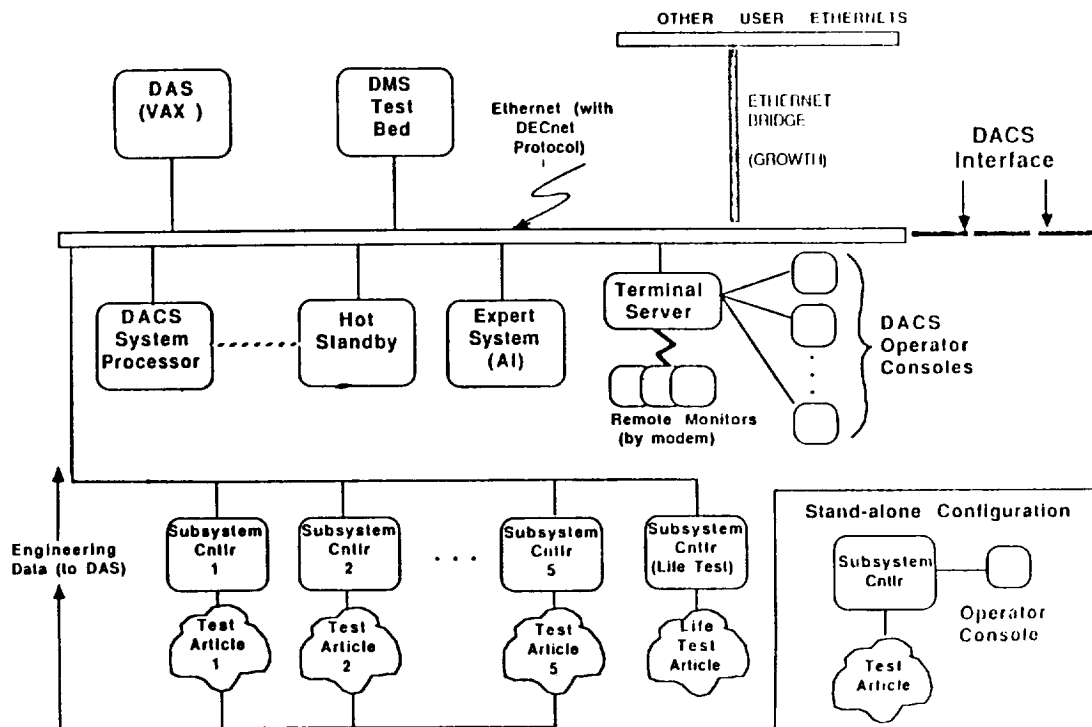 OTHER USER ETHERNETS
DAS
(VAX )
DMS
Test
Bed
Ethernet (with
DECnet
Protocol)
ETHERNET
BRIDGE
(GROWTH)
DACS
Interface
DACS
System
Processor
Hot
Standby
Expert
System
(AI)
Terminal
Server
DACS
Operator
Consoles
Remote Monitors
(by modem)
Engineering
Data (to DAS)
Subsystem
Cntlr
1
Subsystem
Cntlr
2
. . .
Subsystem
Cntlr
5
Subsystem
Cntlr
(Life Test)
Test
Article
1
Test
Article
2
Test
Article
5
Life
Test
Article
Stand-alone Configuration
Subsystem
Cntlr
Operator
Console
Test
Article